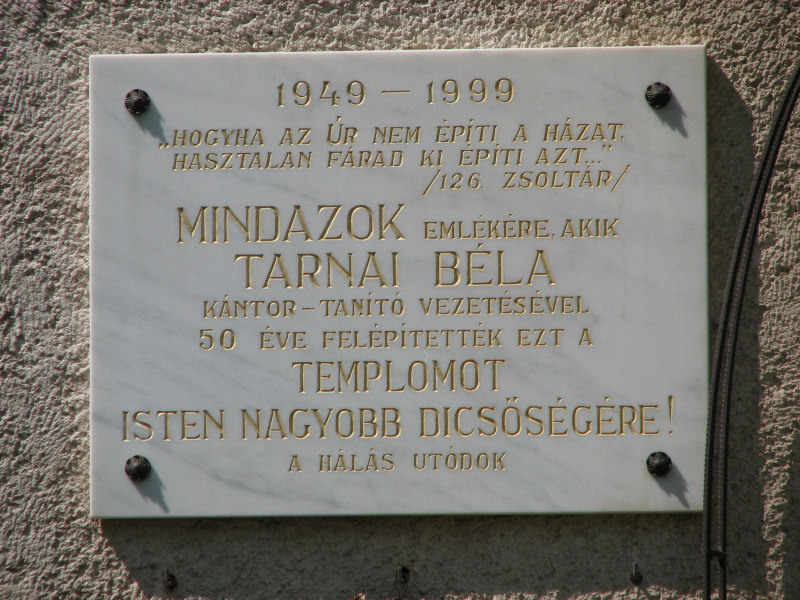 1949 – 1999
„HOGYHA AZ ÚR NEM ÉPÍTI A HÁZAT,
HASZTALAN FÁRAD KI ÉPÍTI AZT..."
/126. ZSOLTÁR/
MINDAZOK EMLÉKÉRE, AKIK
TARNAI BÉLA
KÁNTOR-TANÍTÓ VEZETÉSÉVEL
50 ÉVE FELÉPÍTETTÉK EZT A
TEMPLOMOT
ISTEN NAGYOBB DICSŐSÉGÉRE!
A HÁLÁS UTÓDOK